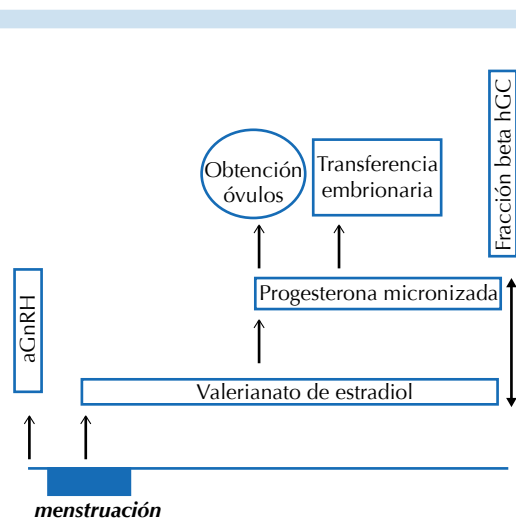 Fracción beta hGC
Obtención
óvulos
Transferencia
embrionaria
Progesterona micronizada
aGnRH
Valerianato de estradiol
menstruación